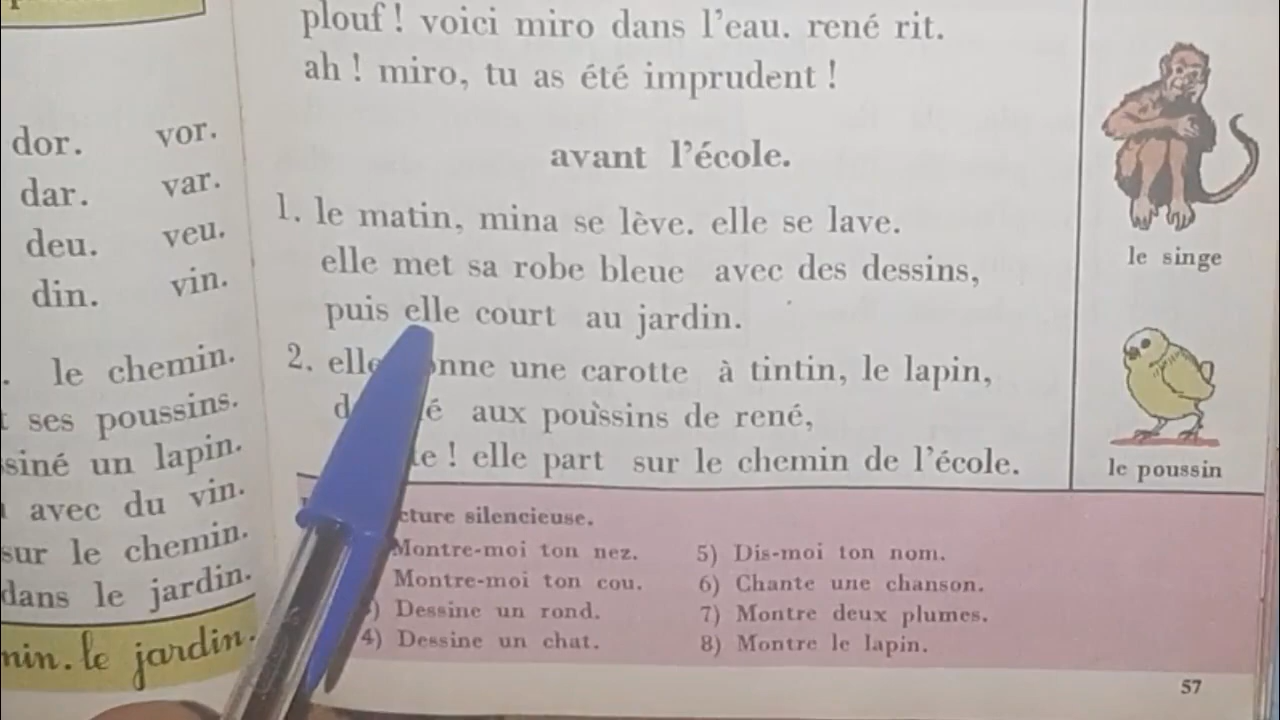 dor. vor.
dar. var.
deu. veu.
din. vin.
. le chemin.
ses poussins.
siné un lapin.
avec du vin.
sur le chemin.
dans le jardin.
min. le jardin.
plouf ! voici miro dans l'eau. rené rit.
ah ! miro, tu as été imprudent !
avant l'école.
1. le matin, mina se lève. elle se lave.
elle met sa robe bleue avec des dessins,
puis elle court au jardin.
2. elle une carotte à tintin, le lapin,
aux poussins de rené,
! elle part sur le chemin de l'école.
cture silencieuse.
Montre-moi ton nez.
Montre-moi ton cou.
) Dessine un rond.
4) Dessine un chat.
5) Dis-moi ton nom.
6) Chante une chanson.
7) Montre deux plumes.
8) Montre le lapin.
le singe
le poussin
57